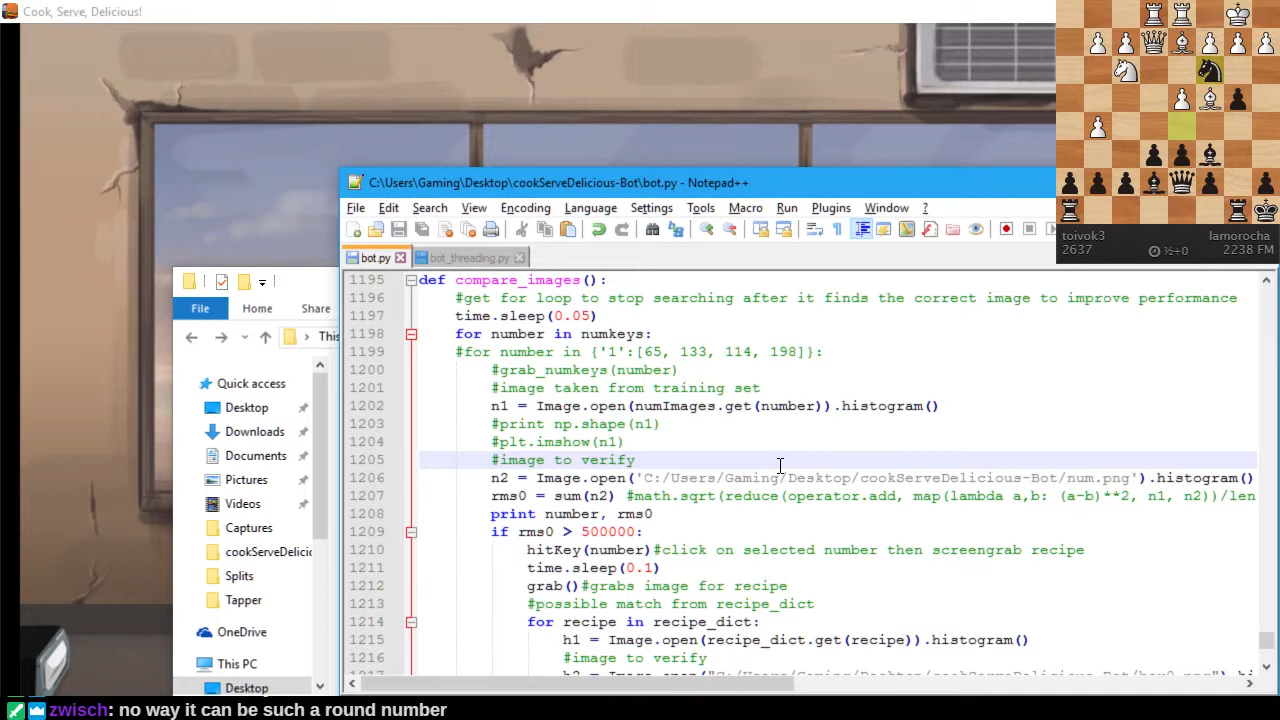 Cook, Serve, Delicious!
C:\Users\Gaming\Desktop\cookServeDelicious-Bot\bot.py - Notepad++
File Edit Search View Encoding Language Settings Tools Macro Run Plugins Window ?
bot.py bot_threading.py
toivok3 lamorocha
2637 ½+0 2238 FM
File Home Share
This
Quick access
Desktop
Downloads
Documents
Pictures
Videos
Captures
cookServeDelicio
Splits
Tapper
OneDrive
This PC
Desktop
1195 def compare_images():
1196 #get for loop to stop searching after it finds the correct image to improve performance
1197 time.sleep(0.05)
1198 for number in numkeys:
1199 #for number in {'1':[65, 133, 114, 198]}:
1200 #grab_numkeys(number)
1201 #image taken from training set
1202 n1 = Image.open(numImages.get(number)).histogram()
1203 #print np.shape(n1)
1204 #plt.imshow(n1)
1205 #image to verify
1206 n2 = Image.open('C:/Users/Gaming/Desktop/cookServeDelicious-Bot/num.png').histogram()
1207 rms0 = sum(n2) #math.sqrt(reduce(operator.add, map(lambda a,b: (a-b)**2, n1, n2))/len
1208 print number, rms0
1209 if rms0 > 500000:
1210 hitKey(number)#click on selected number then screengrab recipe
1211 time.sleep(0.1)
1212 grab()#grabs image for recipe
1213 #possible match from recipe_dict
1214 for recipe in recipe_dict:
1215 h1 = Image.open(recipe_dict.get(recipe)).histogram()
1216 #image to verify
zwisch: no way it can be such a round number